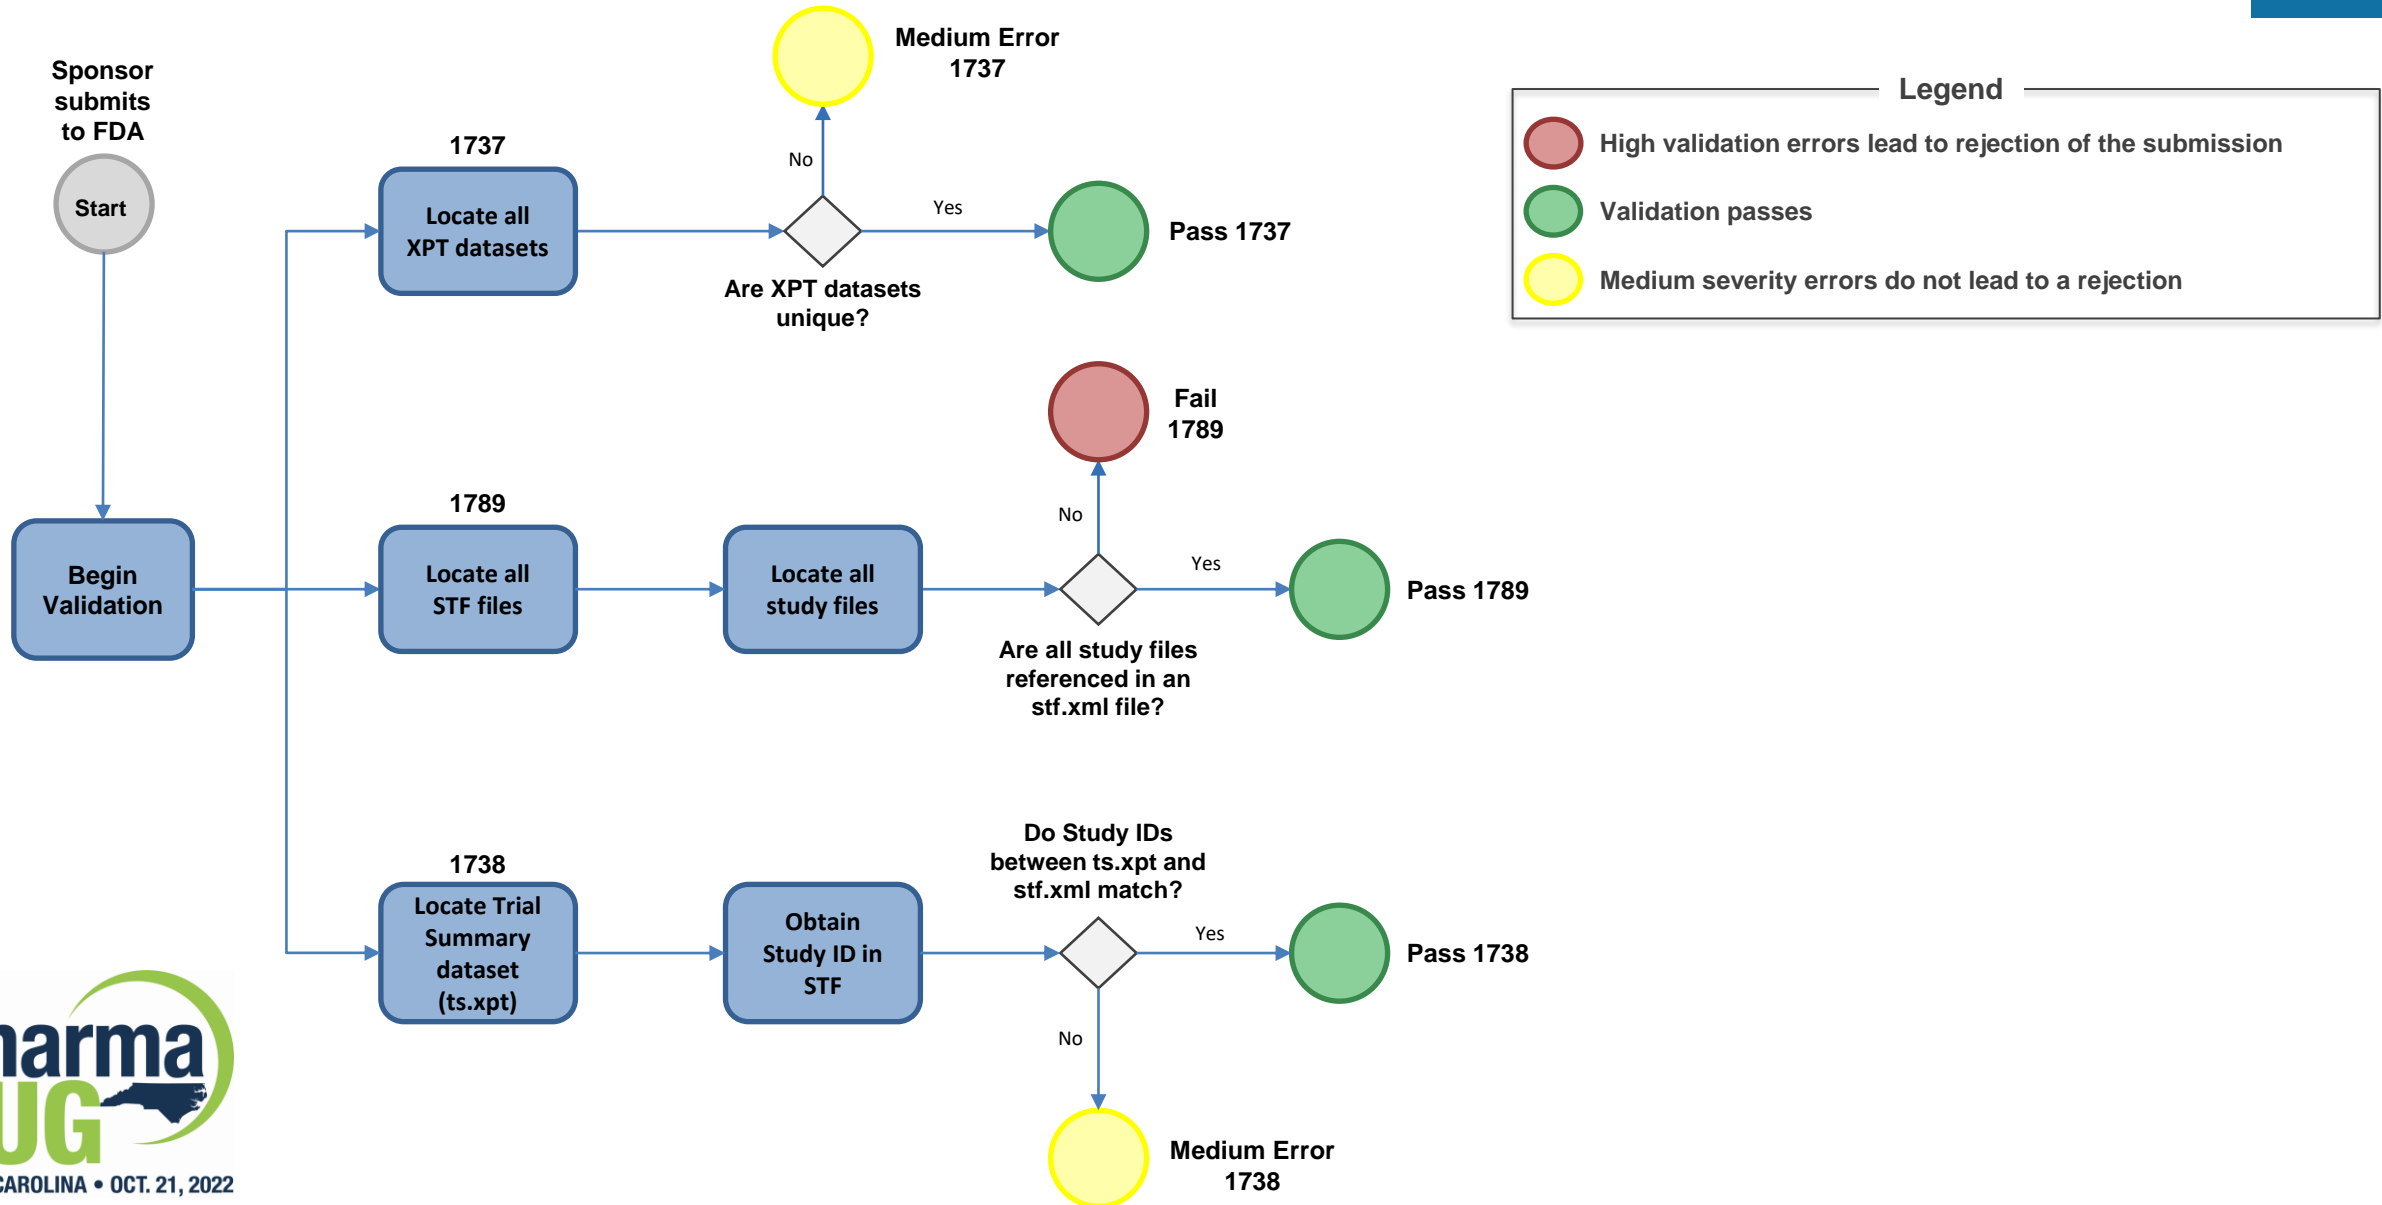 Sponsor
submits
to FDA
Start
Begin
Validation
1737
Locate all
XPT datasets
No
Medium Error
1737
Yes
Pass 1737
Are XPT datasets
unique?
1789
Locate all
STF files
Locate all
study files
No
Fail
1789
Yes
Pass 1789
Are all study files
referenced in an
stf.xml file?
1738
Locate Trial
Summary
dataset
(ts.xpt)
Obtain
Study ID in
STF
Do Study IDs
between ts.xpt and
stf.xml match?
Yes
Pass 1738
No
Medium Error
1738
Legend
High validation errors lead to rejection of the submission
Validation passes
Medium severity errors do not lead to a rejection
harma
UG
CAROLINA • OCT. 21, 2022